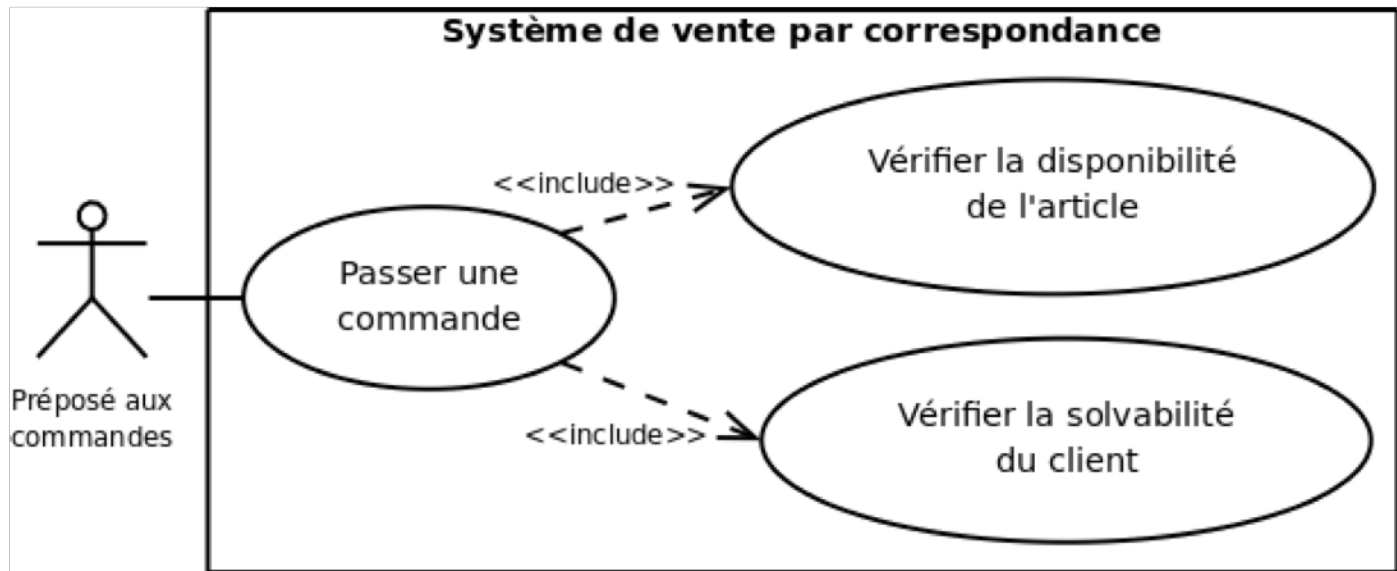 Système de vente par correspondance
Vérifier la disponibilité
de l'article
<<include>>
Passer une
commande
Préposé aux
commandes
<<include>>
Vérifier la solvabilité
du client